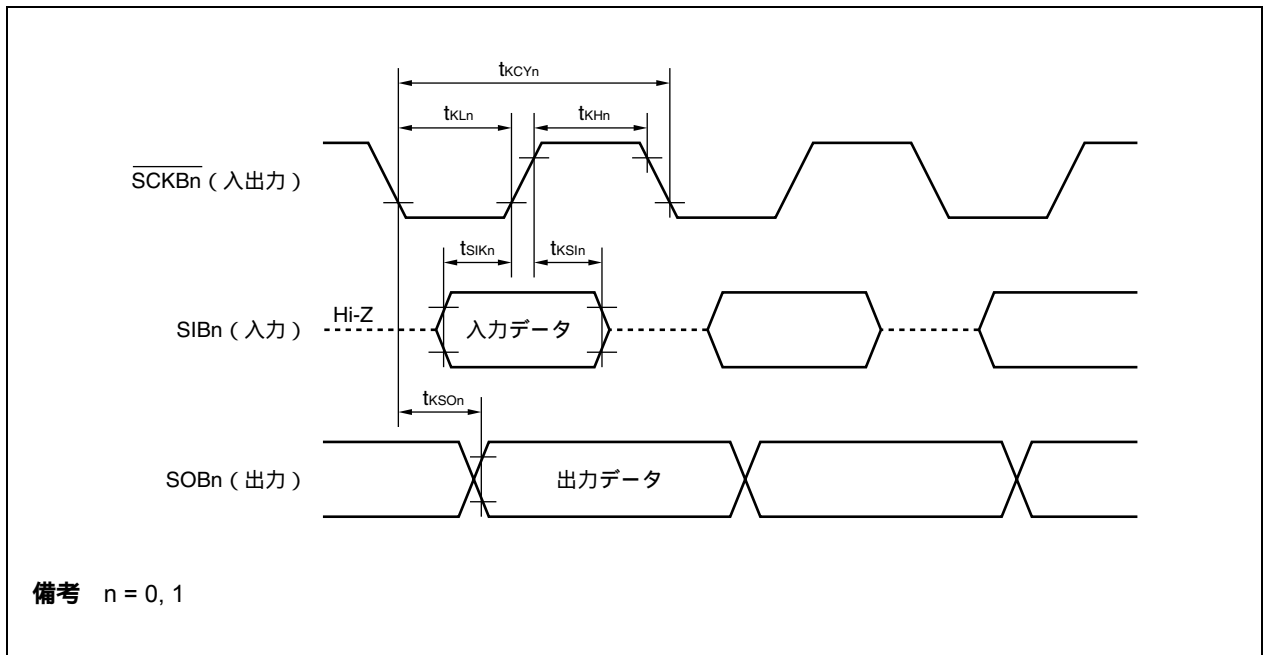 tKCYn
tKLn
tKHn
SCKBn（入出力）
tSIKn
tKSIn
Hi-Z
SIBn（入力）
入力データ
tKSOn
SOBn（出力）
出力データ
備考 n = 0, 1